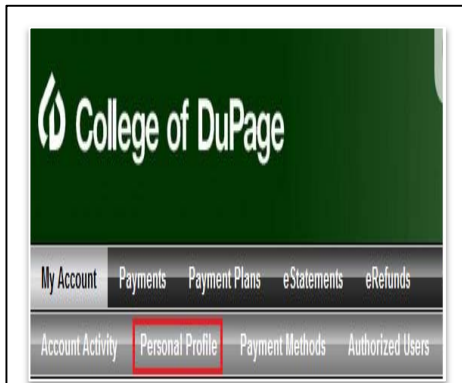 College of DuPage
My Account Payments Payment Plans eStatements eRefunds
Account Activity Personal Profile Payment Methods Authorized Users